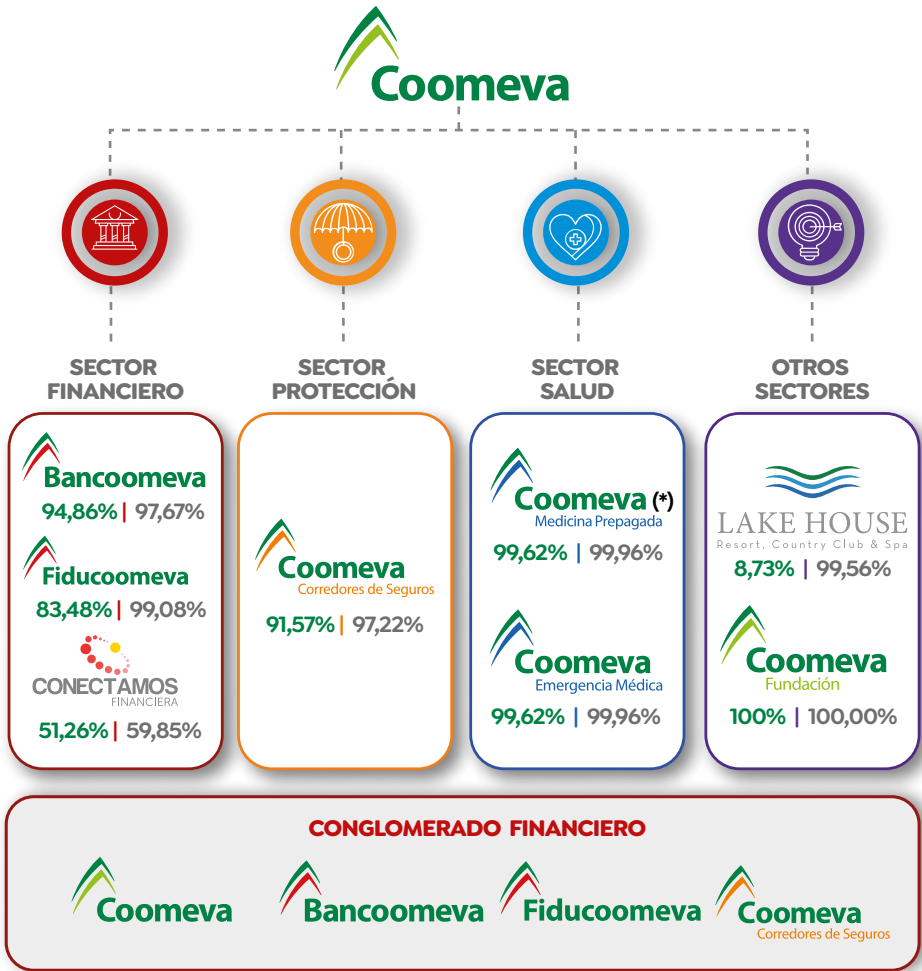 Coomeva
SECTOR
FINANCIERO
Bancoomeva
94,86% | 97,67%
Fiducoomeva
83,48% | 99,08%
CONECTAMOS
FINANCIERA
51,26% | 59,85%
SECTOR
PROTECCIÓN
Coomeva
Corredores de Seguros
91,57% | 97,22%
SECTOR
SALUD
Coomeva (*)
Medicina Prepagada
99,62% | 99,96%
Coomeva
Emergencia Médica
99,62% | 99,96%
OTROS
SECTORES
LAKE HOUSE
Resort, Country Club & Spa
8,73% | 99,56%
Coomeva
Fundación
100% | 100,00%
CONGLOMERADO FINANCIERO
Coomeva
Bancoomeva
Fiducoomeva
Coomeva
Corredores de Seguros